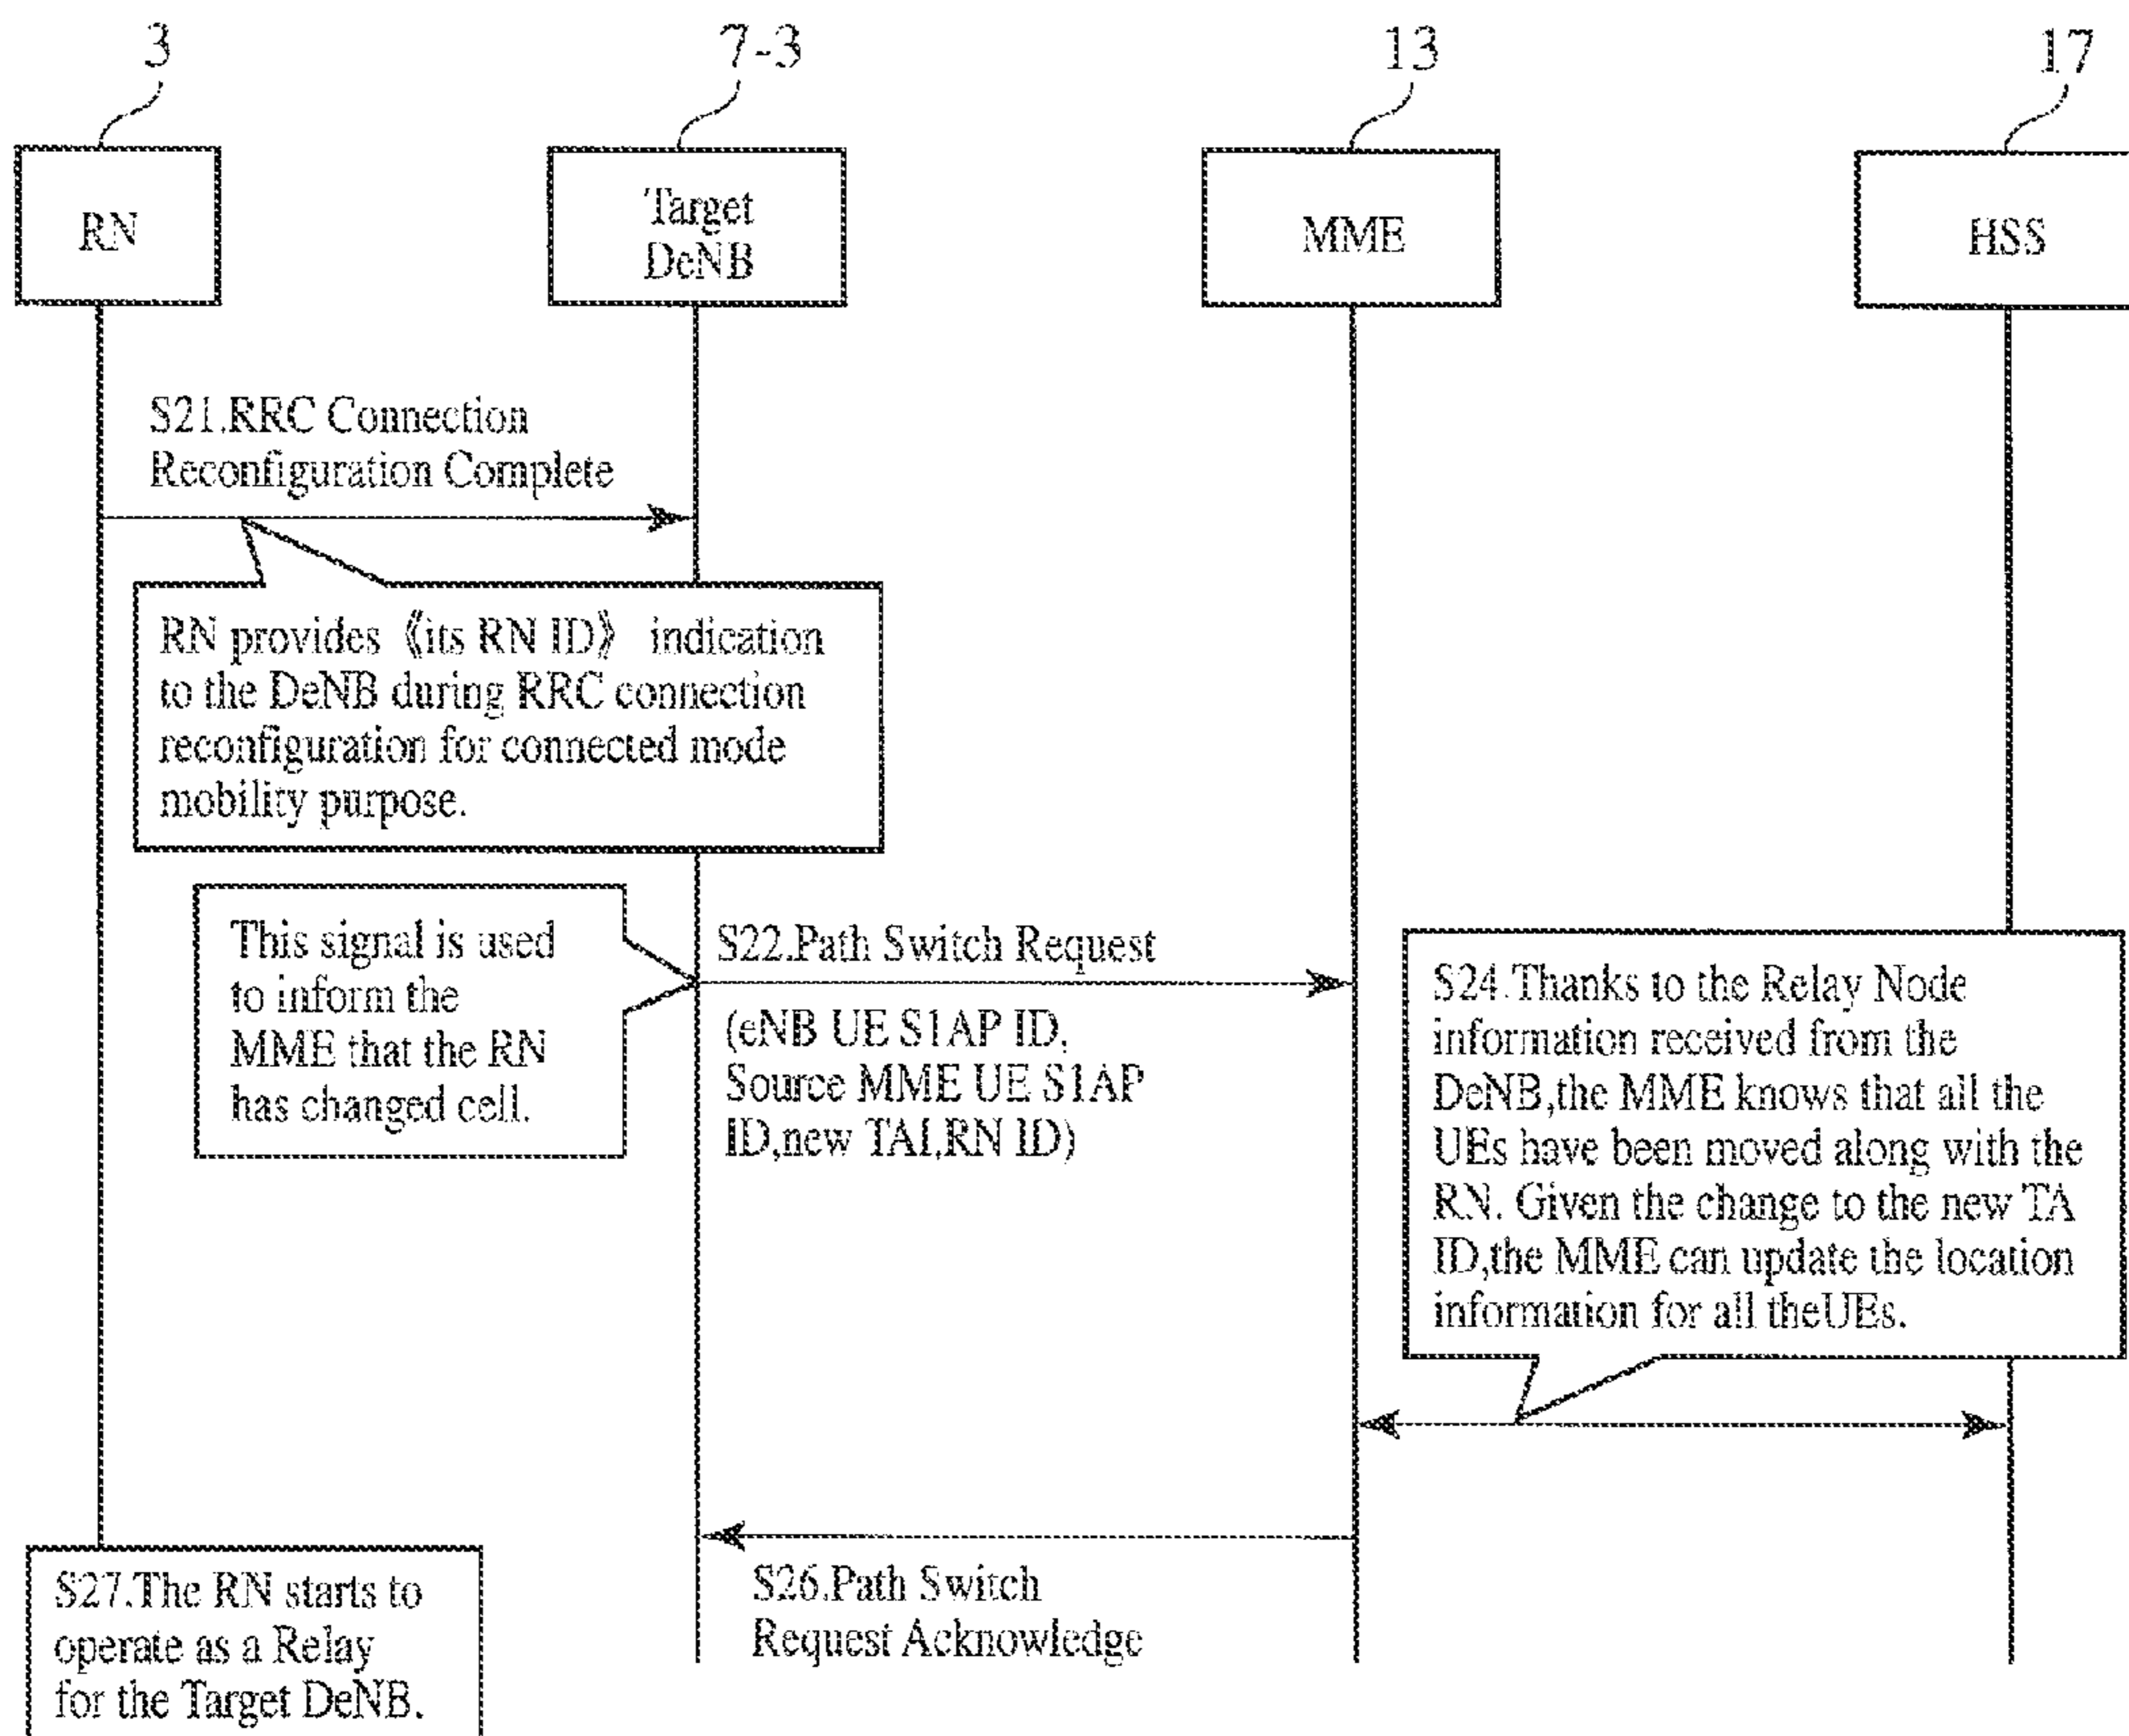 3
7-3
13
17
RN
Target
DeNB
MME
HSS
S21.RRC Connection
Reconfiguration Complete
RN provides 《its RN ID》 indication
to the DeNB during RRC connection
reconfiguration for connected mode
mobility purpose.
This signal is used
to inform the
MME that the RN
has changed cell.
S22.Path Switch Request
(eNB UE S1AP ID,
Source MME UE S1AP
ID,new TAI,RN ID)
S24.Thanks to the Relay Node
information received from the
DeNB,the MME knows that all the
UEs have been moved along with the
RN. Given the change to the new TA
ID,the MME can update the location
information for all theUEs.
S26.Path Switch
Request Acknowledge
S27.The RN starts to
operate as a Relay
for the Target DeNB.